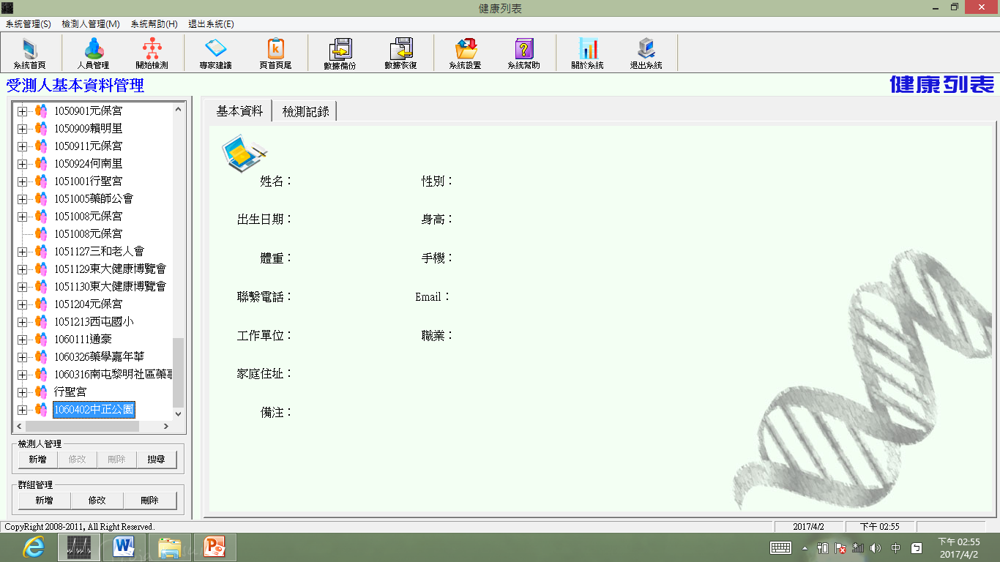 健康列表
系統管理(S) 檢測人管理(M) 系統幫助(H) 退出系統(E)
系統首頁 人員管理 開始檢測 專家建議 頁首頁尾 數據備份 數據恢復 系統設置 系統幫助 關於系統 退出系統
受測人基本資料管理
健康列表
1050901元保宮
1050909賴明里
1050911元保宮
1050924何南里
1051001行聖宮
1051005藥師公會
1051008元保宮
1051008元保宮
1051127三和老人會
1051129東大健康博覽會
1051130東大健康博覽會
1051204元保宮
1051213西屯國小
1060111通豪
1060326藥學嘉年華
1060316南屯黎明社區藥
行聖宮
1060402中正公園
檢測人管理
新增 修改 刪除 搜尋
群組管理
新增 修改 刪除
基本資料 檢測記錄
姓名： 性別：
出生日期： 身高：
體重： 手機：
聯繫電話： Email：
工作單位： 職業：
家庭住址：
備注：
CopyRight 2008-2011, All Right Reserved.
2017/4/2 下午 02:55
中
下午 02:55
2017/4/2